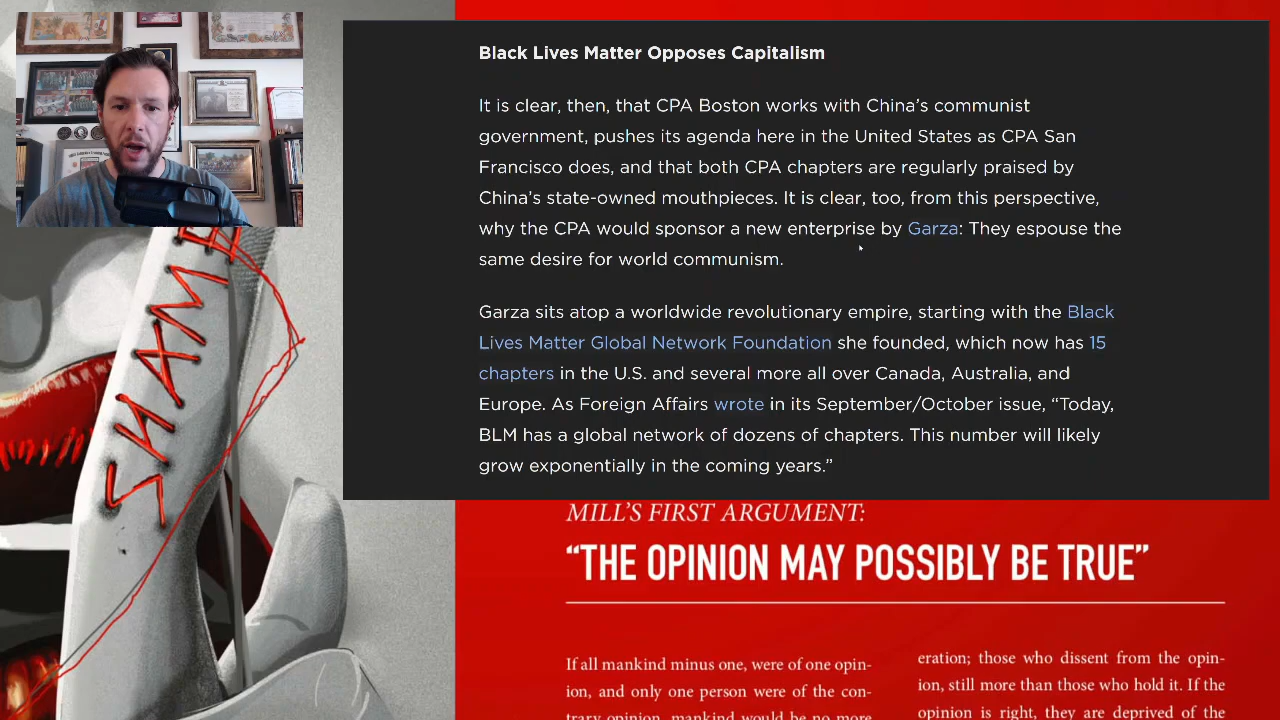 Black Lives Matter Opposes Capitalism
It is clear, then, that CPA Boston works with China’s communist
government, pushes its agenda here in the United States as CPA San
Francisco does, and that both CPA chapters are regularly praised by
China’s state-owned mouthpieces. It is clear, too, from this perspective,
why the CPA would sponsor a new enterprise by Garza: They espouse the
same desire for world communism.
Garza sits atop a worldwide revolutionary empire, starting with the Black
Lives Matter Global Network Foundation she founded, which now has 15
chapters in the U.S. and several more all over Canada, Australia, and
Europe. As Foreign Affairs wrote in its September/October issue, “Today,
BLM has a global network of dozens of chapters. This number will likely
grow exponentially in the coming years.”
SHAME
MILL’S FIRST ARGUMENT:
“THE OPINION MAY POSSIBLY BE TRUE”
If all mankind minus one, were of one opin-
ion, and only one person were of the con-
trary opinion, mankind would be no more
eration; those who dissent from the opin-
ion, still more than those who hold it. If the
opinion is right, they are deprived of the